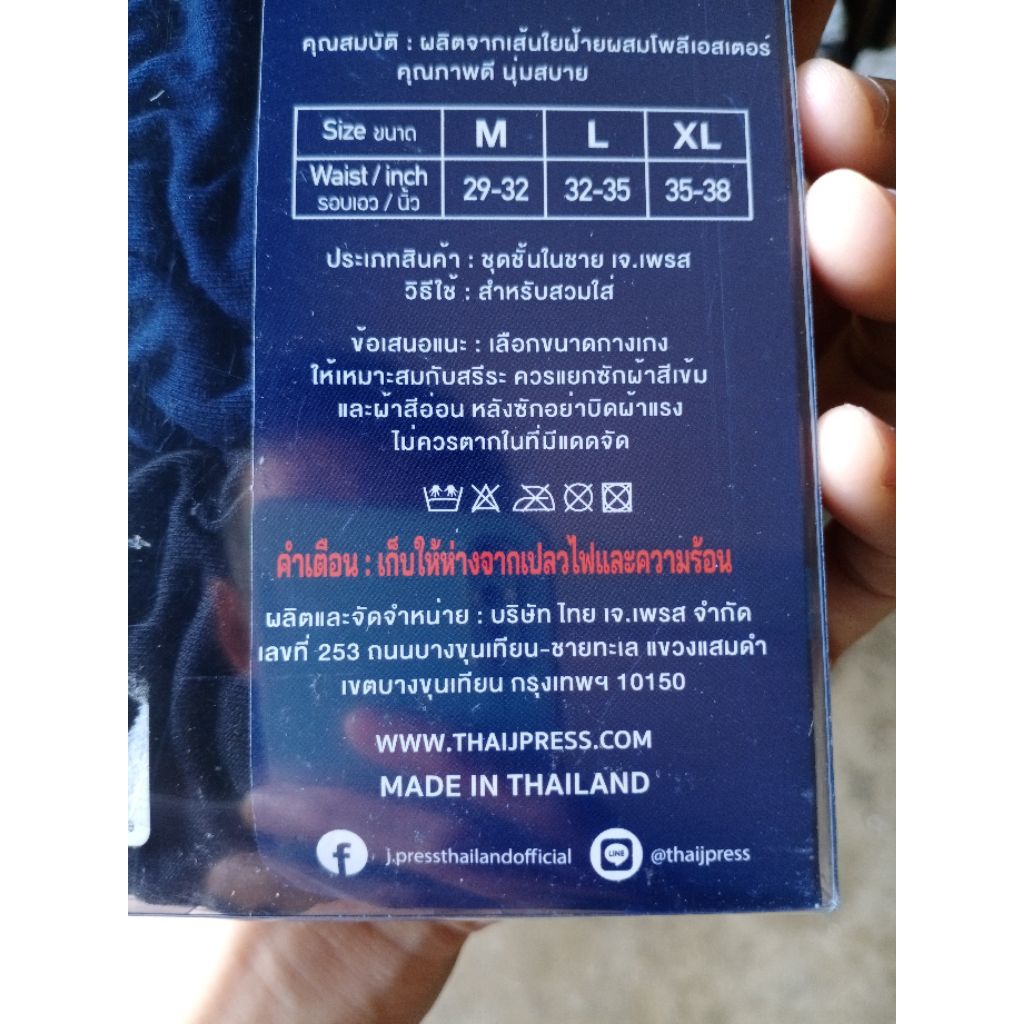 คุณสมบัติ : ผลิตจากเส้นใยฝ้ายผสมโพลีเอสเตอร์
คุณภาพดี นุ่มสบาย
Size ขนาด M L XL
Waist / inch
รอบเอว / นิ้ว 29-32 32-35 35-38
ประเภทสินค้า : ชุดชั้นในชาย เจ.เพรส
วิธีใช้ : สำหรับสวมใส่
ข้อเสนอแนะ : เลือกขนาดกางเกง
ให้เหมาะสมกับสรีระ ควรแยกซักผ้าสีเข้ม
และผ้าสีอ่อน หลังซักอย่าบิดผ้าแรง
ไม่ควรตากในที่มีแดดจัด
คำเตือน : เก็บให้ห่างจากเปลวไฟและความร้อน
ผลิตและจัดจำหน่าย : บริษัท ไทย เจ.เพรส จำกัด
เลขที่ 253 ถนนบางขุนเทียน-ชายทะเล แขวงแสมดำ
เขตบางขุนเทียน กรุงเทพฯ 10150
WWW.THAIJPRESS.COM
MADE IN THAILAND
j.pressthailandofficial LINE @thaijpress